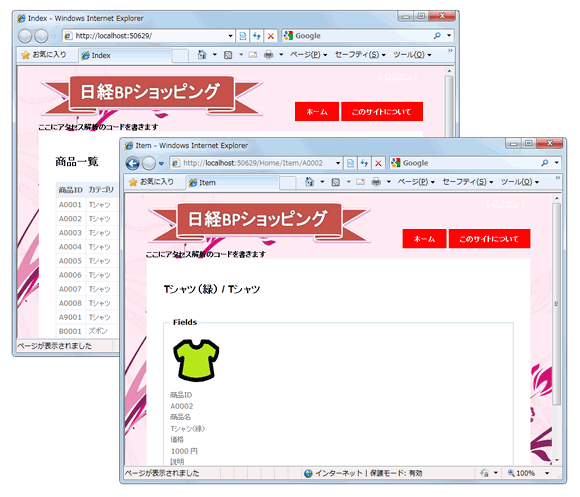 Index - Windows Internet Explorer
http://localhost:50629/
Google
お気に入り
Index
ページ(P)
セーフティ(S)
ツール(O)
日経BPショッピング
ホーム
このサイトについて
ここにアクセス解析のコードを書きます
商品一覧
商品ID カテゴリ
A0001 Tシャツ
A0002 Tシャツ
A0003 Tシャツ
A0004 Tシャツ
A0005 Tシャツ
A0006 Tシャツ
A0007 Tシャツ
A0008 Tシャツ
A9001 Tシャツ
B0001 ズボン
ページが表示されました
Item - Windows Internet Explorer
http://localhost:50629/Home/Item/A0002
Google
お気に入り
Item
ページ(P)
セーフティ(S)
ツール(O)
日経BPショッピング
ホーム
このサイトについて
ここにアクセス解析のコードを書きます
Tシャツ(緑) / Tシャツ
Fields
商品ID
A0002
商品名
Tシャツ(緑)
価格
1000 円
説明
ページが表示されました
インターネット | 保護モード: 有効
100%